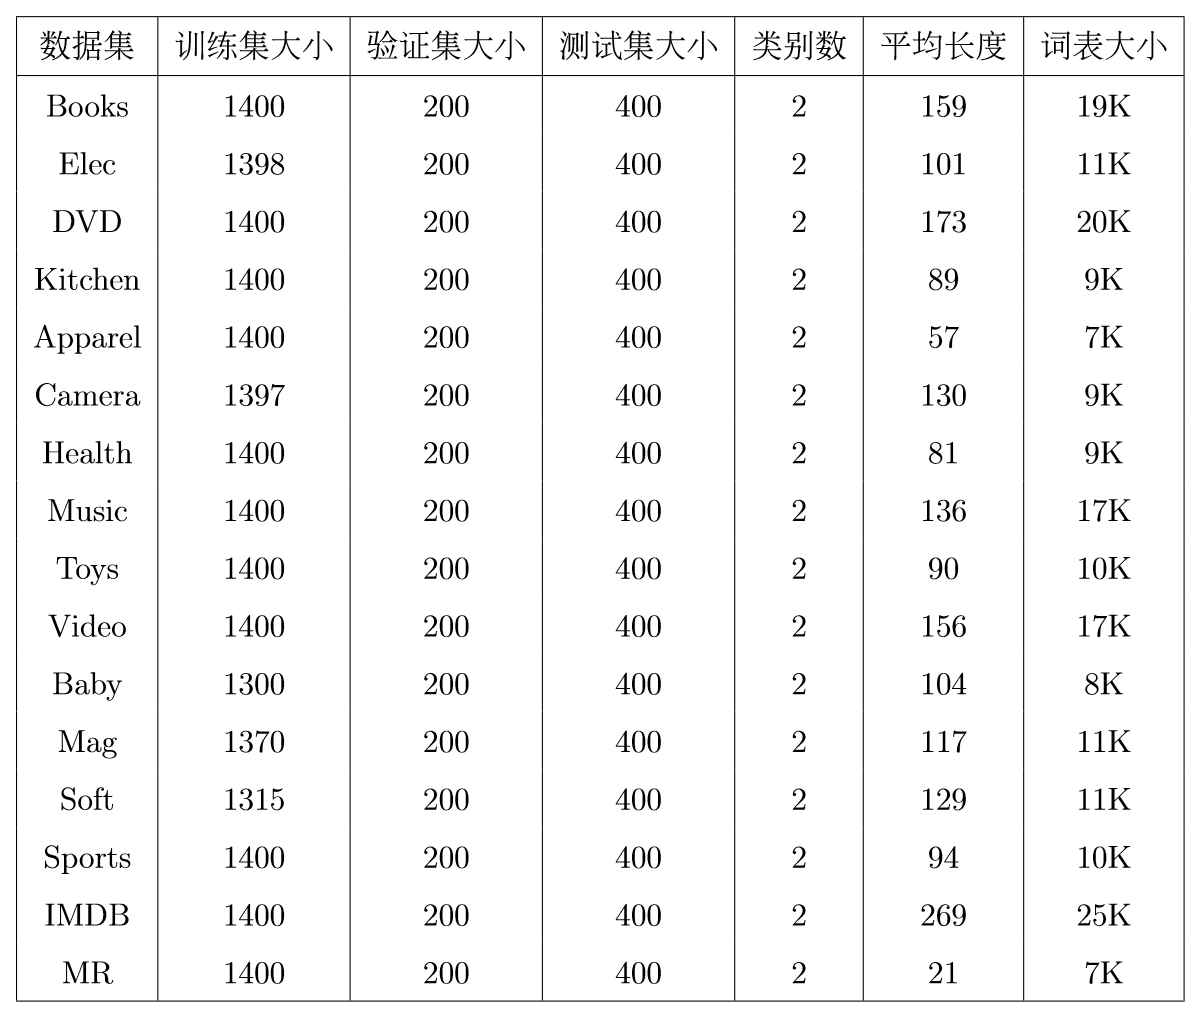 数据集 训练集大小 验证集大小 测试集大小 类别数 平均长度 词表大小
Books 1400 200 400 2 159 19K
Elec 1398 200 400 2 101 11K
DVD 1400 200 400 2 173 20K
Kitchen 1400 200 400 2 89 9K
Apparel 1400 200 400 2 57 7K
Camera 1397 200 400 2 130 9K
Health 1400 200 400 2 81 9K
Music 1400 200 400 2 136 17K
Toys 1400 200 400 2 90 10K
Video 1400 200 400 2 156 17K
Baby 1300 200 400 2 104 8K
Mag 1370 200 400 2 117 11K
Soft 1315 200 400 2 129 11K
Sports 1400 200 400 2 94 10K
IMDB 1400 200 400 2 269 25K
MR 1400 200 400 2 21 7K